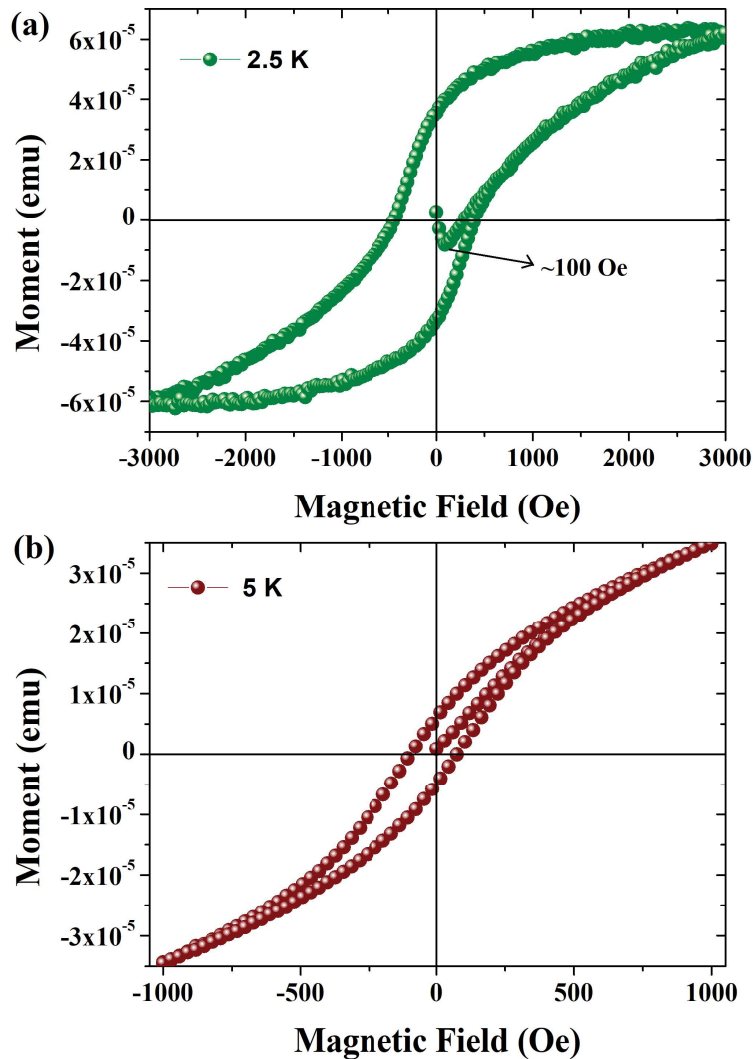 (a)
2.5 K
6x10⁻⁵
4x10⁻⁵
2x10⁻⁵
0
-2x10⁻⁵
-4x10⁻⁵
-6x10⁻⁵
Moment (emu)
~100 Oe
-3000 -2000 -1000 0 1000 2000 3000
Magnetic Field (Oe)
(b)
5 K
3x10⁻⁵
2x10⁻⁵
1x10⁻⁵
0
-1x10⁻⁵
-2x10⁻⁵
-3x10⁻⁵
Moment (emu)
-1000 -500 0 500 1000
Magnetic Field (Oe)